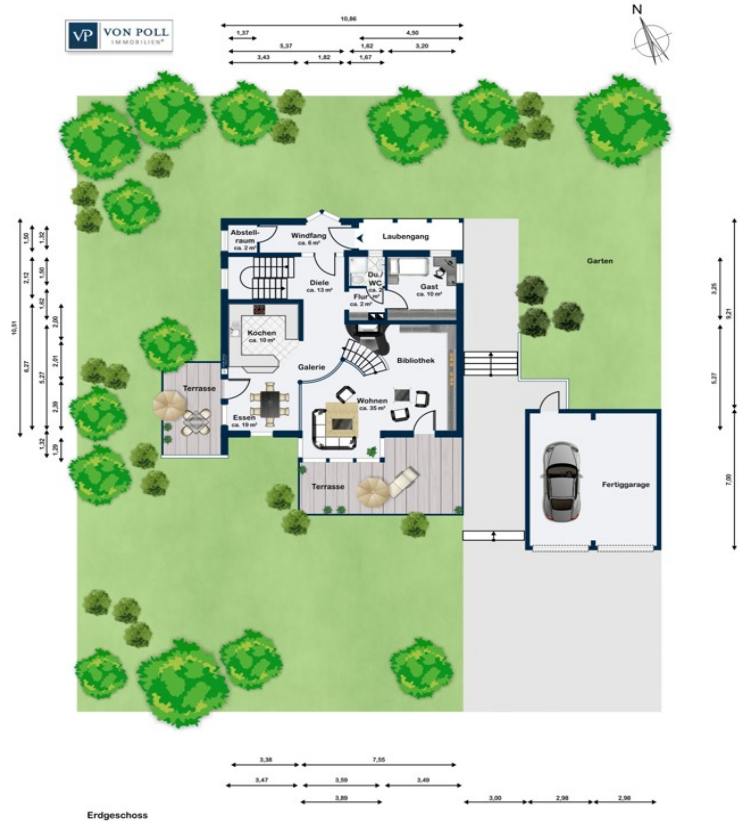 VP VON POLL
IMMOBILIEN®
N
10,86
1,37
4,50
5,37
1,62
3,20
3,43
1,82
1,67
Abstell-
raum
ca. 2 m²
Windfang
ca. 6 m²
Laubengang
Diele
ca. 13 m²
Du./
WC
ca. 2
m²
Flur
ca. 2 m²
Gast
ca. 10 m²
Garten
Kochen
ca. 10 m²
Galerie
Bibliothek
Terrasse
Essen
ca. 19 m²
Wohnen
ca. 35 m²
Terrasse
Fertiggarage
10,51
1,50
2,12
6,27
1,32
1,32
1,50
1,62
5,27
1,29
2,00
2,01
2,39
3,25
5,27
9,21
7,00
3,38
7,55
3,47
3,59
3,49
3,89
3,00
2,98
2,98
Erdgeschoss